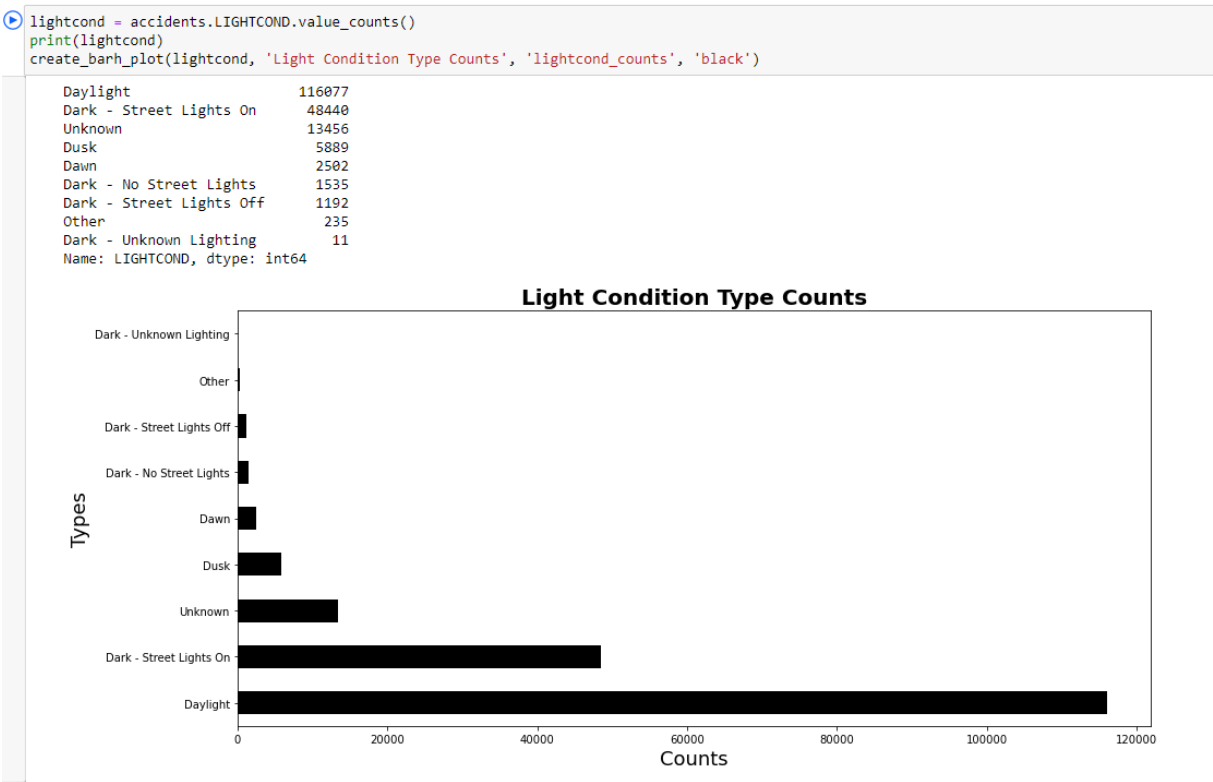 lightcond = accidents.LIGHTCOND.value_counts()
print(lightcond)
create_barh_plot(lightcond, 'Light Condition Type Counts', 'lightcond_counts', 'black')
Daylight 116077
Dark - Street Lights On 48440
Unknown 13456
Dusk 5889
Dawn 2502
Dark - No Street Lights 1535
Dark - Street Lights Off 1192
Other 235
Dark - Unknown Lighting 11
Name: LIGHTCOND, dtype: int64
Light Condition Type Counts
Types
Dark - Unknown Lighting
Other
Dark - Street Lights Off
Dark - No Street Lights
Dawn
Dusk
Unknown
Dark - Street Lights On
Daylight
0 20000 40000 60000 80000 100000 120000
Counts